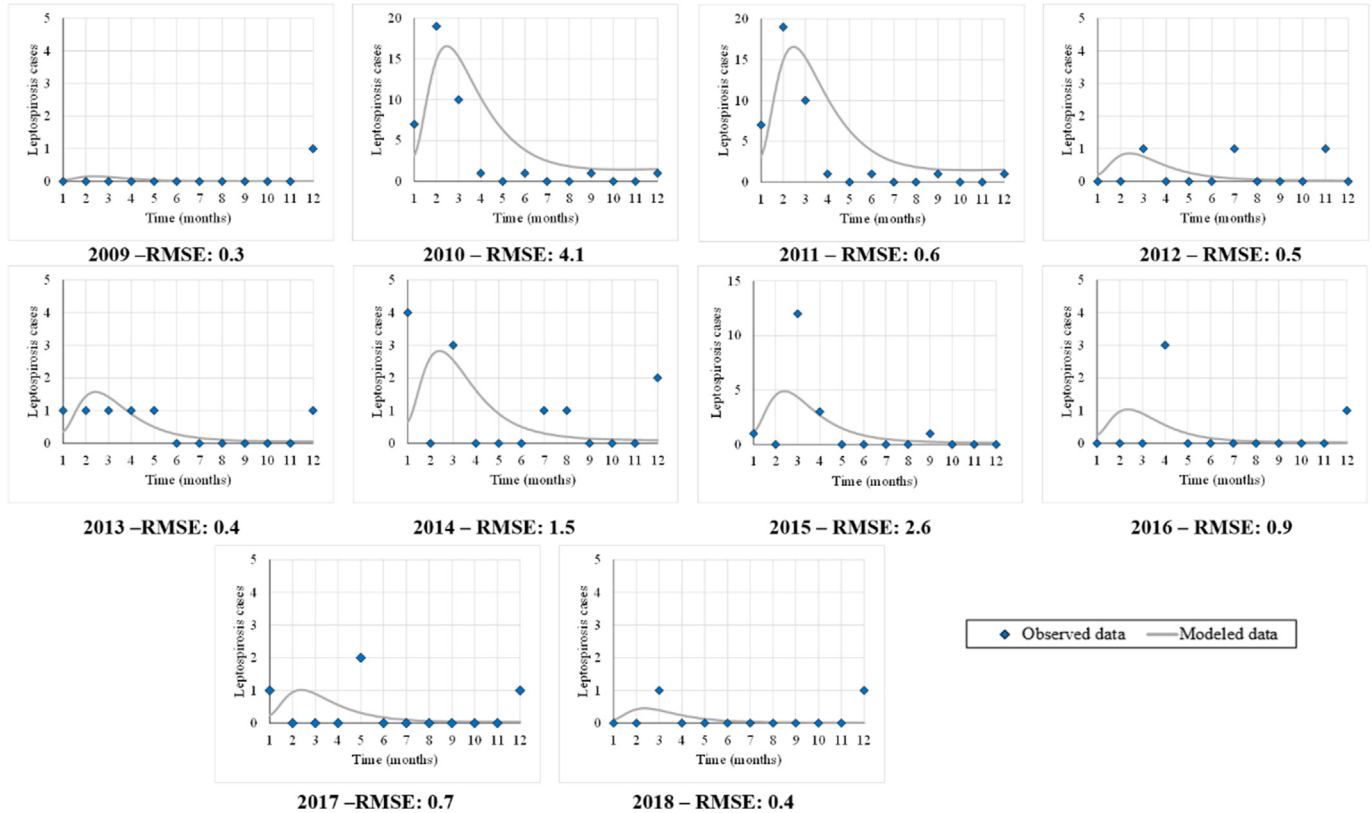 5
4
3
2
1
0
Leptospirosis cases
1 2 3 4 5 6 7 8 9 10 11 12
Time (months)
2009 –RMSE: 0.3
20
15
10
5
0
Leptospirosis cases
1 2 3 4 5 6 7 8 9 10 11 12
Time (months)
2010 – RMSE: 4.1
20
15
10
5
0
Leptospirosis cases
1 2 3 4 5 6 7 8 9 10 11 12
Time (months)
2011 – RMSE: 0.6
5
4
3
2
1
0
Leptospirosis cases
1 2 3 4 5 6 7 8 9 10 11 12
Time (months)
2012 – RMSE: 0.5
5
4
3
2
1
0
Leptospirosis cases
1 2 3 4 5 6 7 8 9 10 11 12
Time (months)
2013 –RMSE: 0.4
5
4
3
2
1
0
Leptospirosis cases
1 2 3 4 5 6 7 8 9 10 11 12
Time (months)
2014 – RMSE: 1.5
15
10
5
0
Leptospirosis cases
1 2 3 4 5 6 7 8 9 10 11 12
Time (months)
2015 – RMSE: 2.6
5
4
3
2
1
0
Leptospirosis cases
1 2 3 4 5 6 7 8 9 10 11 12
Time (months)
2016 – RMSE: 0.9
5
4
3
2
1
0
Leptospirosis cases
1 2 3 4 5 6 7 8 9 10 11 12
Time (months)
2017 –RMSE: 0.7
5
4
3
2
1
0
Leptospirosis cases
1 2 3 4 5 6 7 8 9 10 11 12
Time (months)
2018 – RMSE: 0.4
Observed data Modeled data